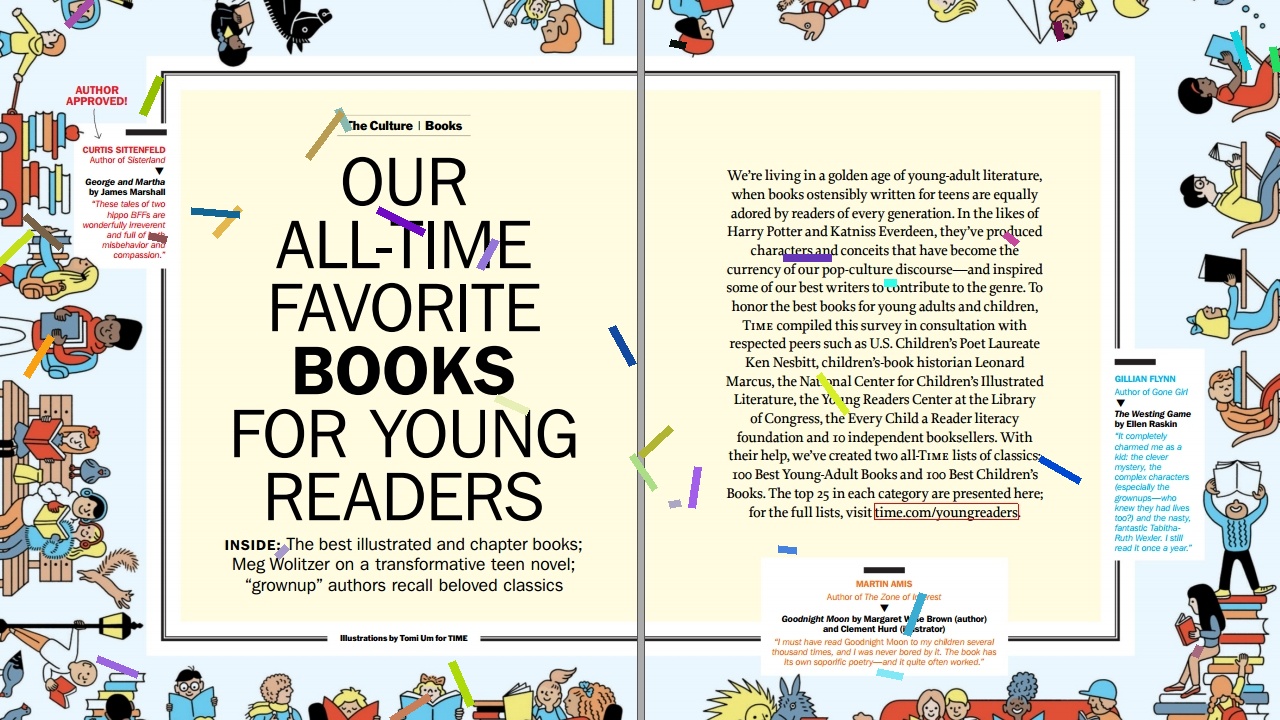 AUTHOR
APPROVED!
CURTIS SITTENFELD
Author of Sisterland
George and Martha
by James Marshall
"These tales of two
hippo BFFs are
wonderfully irreverent
and full of
misbehavior and
compassion."
The Culture | Books
OUR
ALL-TIME
FAVORITE
BOOKS
FOR YOUNG
READERS
INSIDE: The best illustrated and chapter books;
Meg Wolitzer on a transformative teen novel;
"grownup" authors recall beloved classics
Illustrations by Tomi Um for TIME
We're living in a golden age of young-adult literature,
when books ostensibly written for teens are equally
adored by readers of every generation. In the likes of
Harry Potter and Katniss Everdeen, they've produced
characters and conceits that have become the
currency of our pop-culture discourse—and inspired
some of our best writers to contribute to the genre. To
honor the best books for young adults and children,
TIME compiled this survey in consultation with
respected peers such as U.S. Children's Poet Laureate
Ken Nesbitt, children's-book historian Leonard
Marcus, the National Center for Children's Illustrated
Literature, the Young Readers Center at the Library
of Congress, the Every Child a Reader literacy
foundation and 10 independent booksellers. With
their help, we've created two all-TIME lists of classics:
100 Best Young-Adult Books and 100 Best Children's
Books. The top 25 in each category are presented here;
for the full lists, visit time.com/youngreaders.
GILLIAN FLYNN
Author of Gone Girl
The Westing Game
by Ellen Raskin
"It completely
charmed me as a
kid: the clever
mystery, the
complex characters
(especially the
grownups—who
knew they had lives
too?) and the nasty,
fantastic Tabitha-
Ruth Wexler. I still
read it once a year."
MARTIN AMIS
Author of The Zone of Interest
Goodnight Moon by Margaret Wise Brown (author)
and Clement Hurd (illustrator)
"I must have read Goodnight Moon to my children several
thousand times, and I was never bored by it. The book has
its own soporific poetry—and it quite often worked."